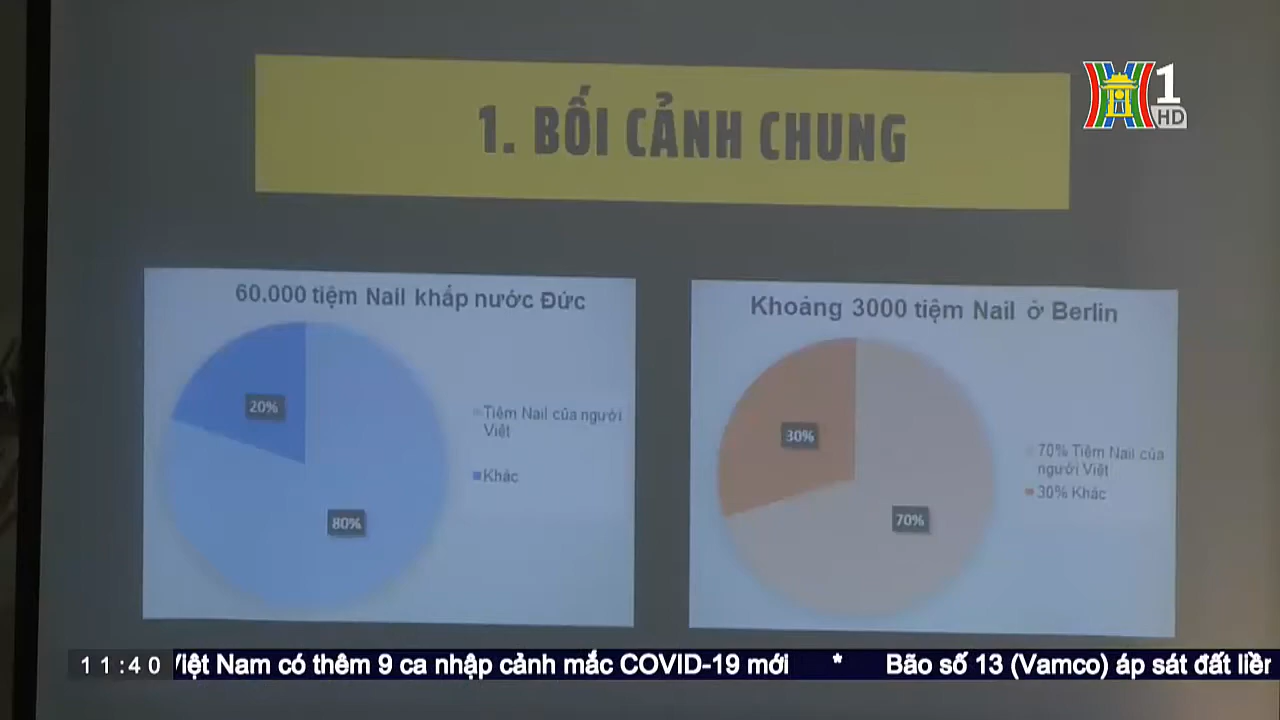 1
HD
1. BỐI CẢNH CHUNG
60.000 tiệm Nail khắp nước Đức
20%
80%
Tiệm Nail của người
Việt
Khác
Khoảng 3000 tiệm Nail ở Berlin
30%
70%
70% Tiệm Nail của
người Việt
30% Khác
11:40
Việt Nam có thêm 9 ca nhập cảnh mắc COVID-19 mới * Bão số 13 (Vamco) áp sát đất liền